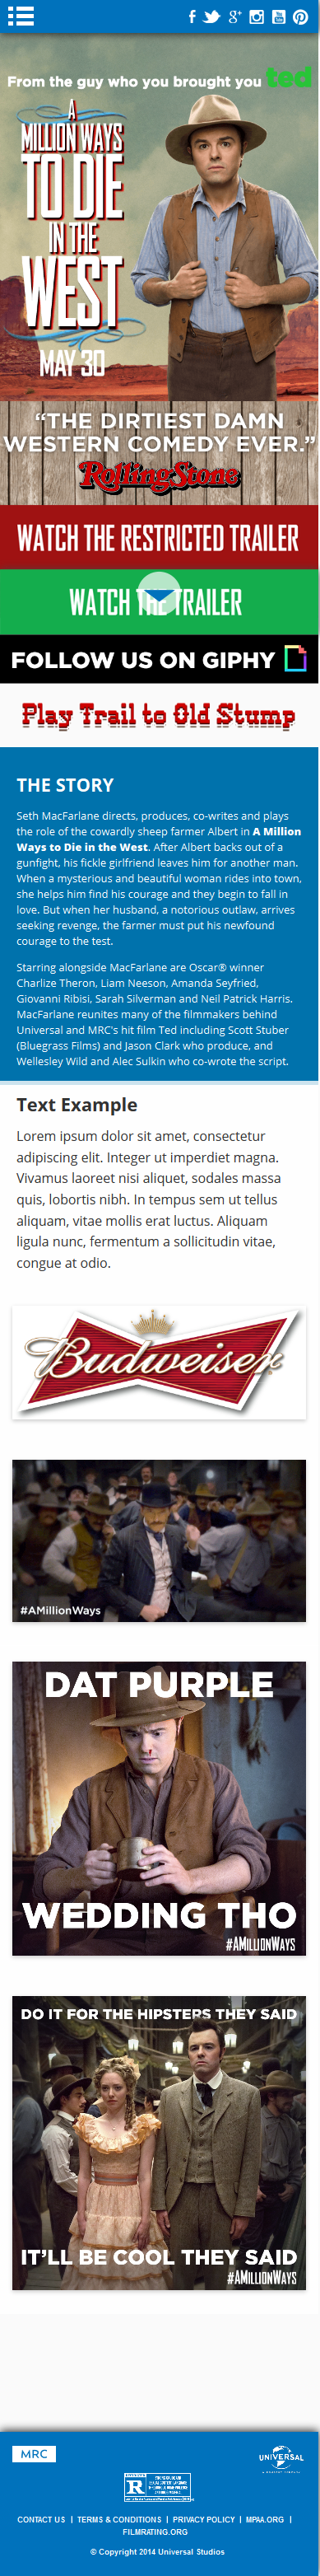 From the guy who you brought you ted
A
MILLION WAYS
TO DIE
IN THE
WEST
MAY 30
“THE DIRTIEST DAMN
WESTERN COMEDY EVER.”
RollingStone
WATCH THE RESTRICTED TRAILER
WATCH THE TRAILER
FOLLOW US ON GIPHY
Play Trail to Old Stump
THE STORY
Seth MacFarlane directs, produces, co-writes and plays
the role of the cowardly sheep farmer Albert in A Million
Ways to Die in the West. After Albert backs out of a
gunfight, his fickle girlfriend leaves him for another man.
When a mysterious and beautiful woman rides into town,
she helps him find his courage and they begin to fall in
love. But when her husband, a notorious outlaw, arrives
seeking revenge, the farmer must put his newfound
courage to the test.
Starring alongside MacFarlane are Oscar® winner
Charlize Theron, Liam Neeson, Amanda Seyfried,
Giovanni Ribisi, Sarah Silverman and Neil Patrick Harris.
MacFarlane reunites many of the filmmakers behind
Universal and MRC's hit film Ted including Scott Stuber
(Bluegrass Films) and Jason Clark who produce, and
Wellesley Wild and Alec Sulkin who co-wrote the script.
Text Example
Lorem ipsum dolor sit amet, consectetur
adipiscing elit. Integer ut imperdiet magna.
Vivamus laoreet nisi aliquet, sodales massa
quis, lobortis nibh. In tempus sem ut tellus
aliquam, vitae mollis erat luctus. Aliquam
ligula nunc, fermentum a sollicitudin vitae,
congue at odio.
Budweiser
#AMillionWays
DAT PURPLE
WEDDING THO
#AMILLIONWAYS
DO IT FOR THE HIPSTERS THEY SAID
IT'LL BE COOL THEY SAID
#AMILLIONWAYS
MRC
UNIVERSAL
R
CONTACT US | TERMS & CONDITIONS | PRIVACY POLICY | MPAA.ORG |
FILMRATING.ORG
© Copyright 2014 Universal Studios